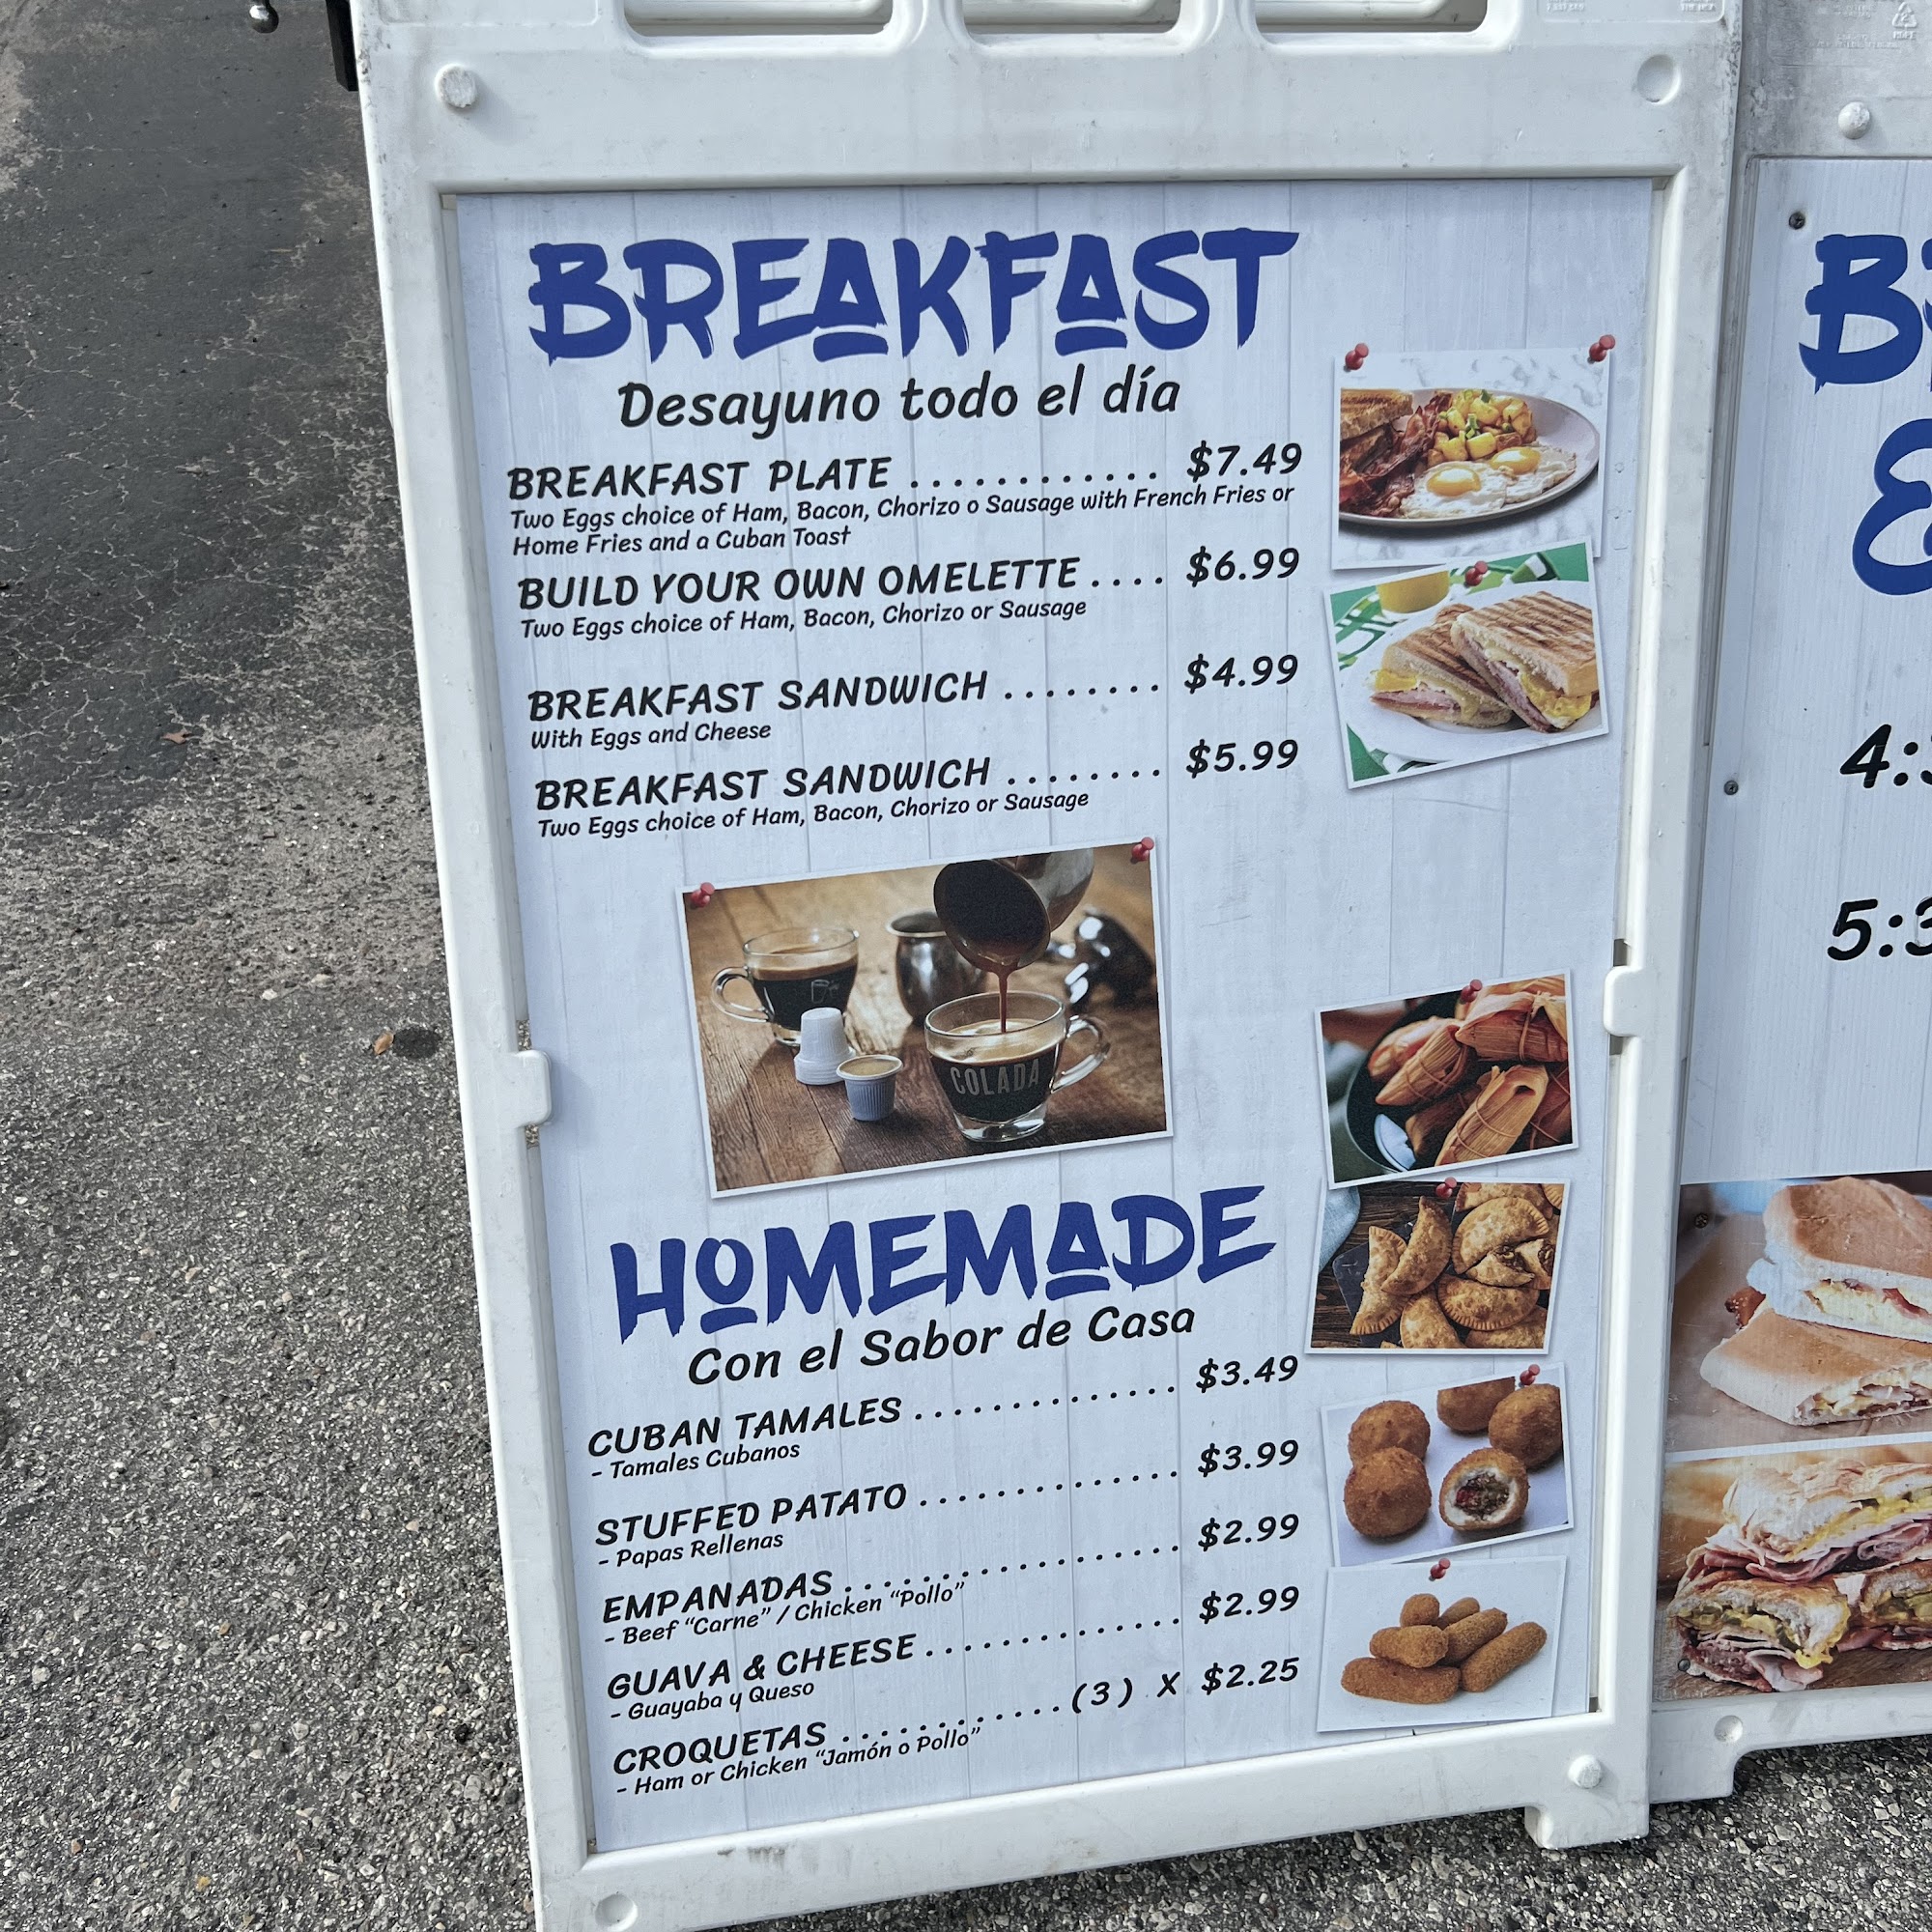 BREAKFAST
Desayuno todo el día
BREAKFAST PLATE ............ $7.49
Two Eggs choice of Ham, Bacon, Chorizo o Sausage with French Fries or
Home Fries and a Cuban Toast
BUILD YOUR OWN OMELETTE .... $6.99
Two Eggs choice of Ham, Bacon, Chorizo or Sausage
BREAKFAST SANDWICH ........ $4.99
With Eggs and Cheese
BREAKFAST SANDWICH ........ $5.99
Two Eggs choice of Ham, Bacon, Chorizo or Sausage
COLADA
HOMEMADE
Con el Sabor de Casa
CUBAN TAMALES ............. $3.49
- Tamales Cubanos
STUFFED PATATO ............. $3.99
- Papas Rellenas
EMPANADAS ................. $2.99
- Beef “Carne” / Chicken “Pollo”
GUAVA & CHEESE ............. $2.99
- Guayaba y Queso
CROQUETAS ............ (3) X $2.25
- Ham or Chicken “Jamón o Pollo”